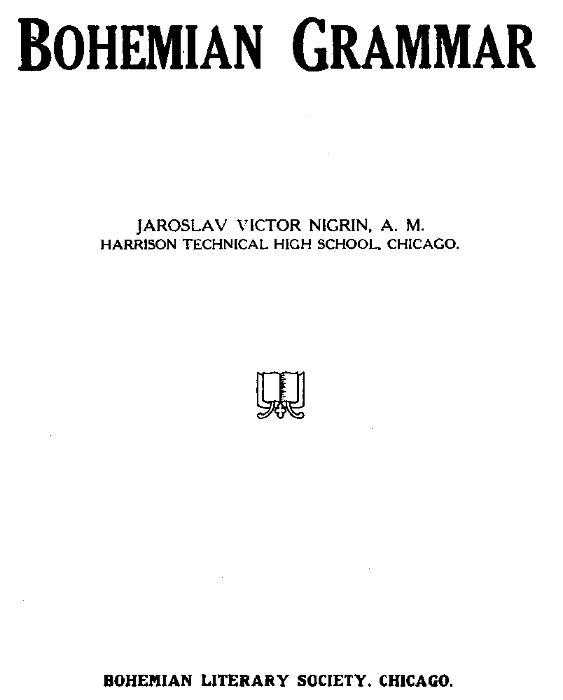 BOHEMIAN GRAMMAR
JAROSLAV VICTOR NIGRIN, A. M.
HARRISON TECHNICAL HIGH SCHOOL, CHICAGO.
BOHEMIAN LITERARY SOCIETY. CHICAGO.